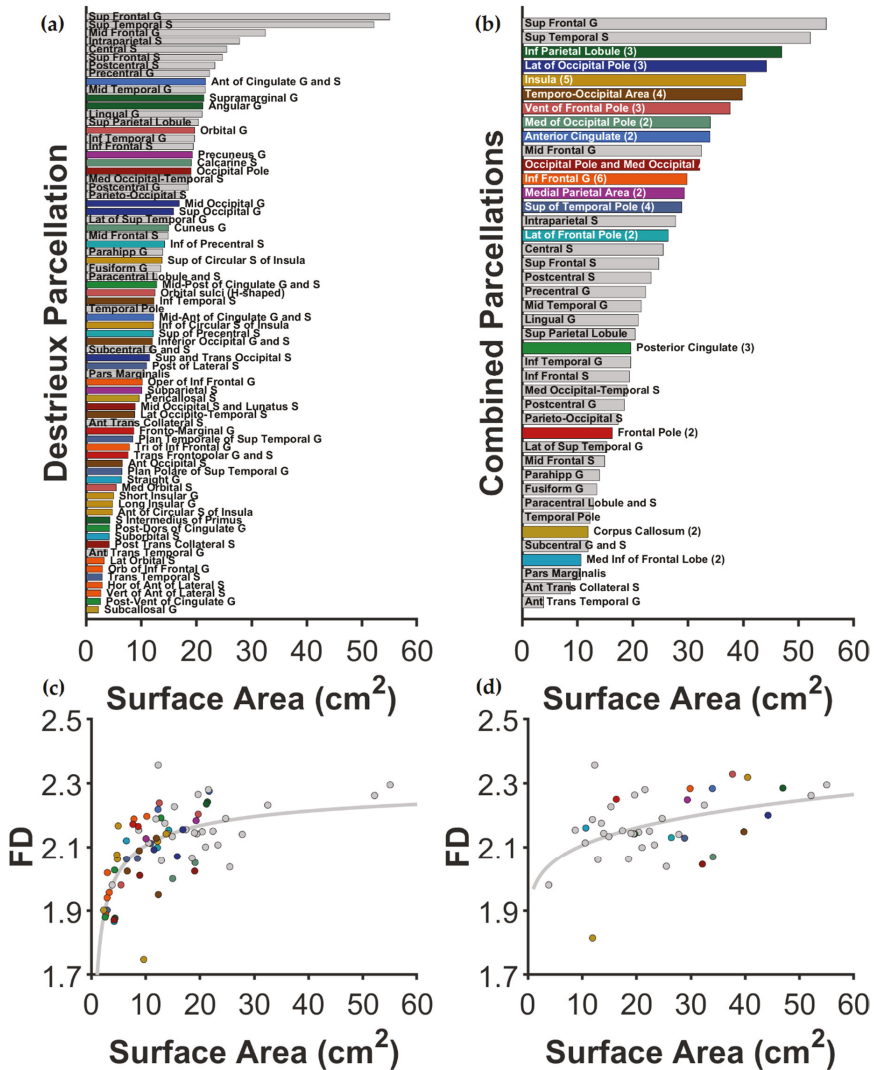 (a)
Destrieux Parcellation
Sup Frontal G
Sup Temporal S
Mid Frontal G
Intraparietal S
Central S
Sup Frontal S
Postcentral S
Precentral G
Ant of Cingulate G and S
Mid Temporal G
Supramarginal G
Angular G
Lingual G
Sup Parietal Lobule
Orbital G
Inf Temporal G
Inf Frontal S
Precuneus G
Calcarine S
Occipital Pole
Med Occipital-Temporal S
Postcentral G
Parieto-Occipital S
Mid Occipital G
Sup Occipital G
Lat of Sup Temporal G
Cuneus G
Mid Frontal S
Inf of Precentral S
Parahipp G
Sup of Circular S of Insula
Fusiform G
Paracentral Lobule and S
Mid-Post of Cingulate G and S
Orbital sulci (H-shaped)
Inf Temporal S
Temporal Pole
Mid-Ant of Cingulate G and S
Inf of Circular S of Insula
Sup of Precentral S
Inferior Occipital G and S
Subcentral G and S
Sup and Trans Occipital S
Post of Lateral S
Pars Marginalis
Oper of Inf Frontal G
Subparietal S
Pericallosal S
Mid Occipital S and Lunatus S
Lat Occipito-Temporal S
Ant Trans Collateral S
Fronto-Marginal G
Plan Temporale of Sup Temporal G
Tri of Inf Frontal G
Trans Frontopolar G and S
Ant Occipital S
Plan Polare of Sup Temporal G
Straight G
Med Orbital S
Short Insular G
Long Insular G
Ant of Circular S of Insula
S Intermedius of Primus
Post-Dors of Cingulate G
Suborbital S
Post Trans Collateral S
Ant Trans Temporal G
Lat Orbital S
Orb of Inf Frontal G
Trans Temporal S
Hor of Ant of Lateral S
Vert of Ant of Lateral S
Post-Vent of Cingulate G
Subcallosal G
0 10 20 30 40 50 60
Surface Area (cm²)
(b)
Combined Parcellations
Sup Frontal G
Sup Temporal S
Inf Parietal Lobule (3)
Lat of Occipital Pole (3)
Insula (5)
Temporo-Occipital Area (4)
Vent of Frontal Pole (3)
Med of Occipital Pole (2)
Anterior Cingulate (2)
Mid Frontal G
Occipital Pole and Med Occipital
Inf Frontal G (6)
Medial Parietal Area (2)
Sup of Temporal Pole (4)
Intraparietal S
Lat of Frontal Pole (2)
Central S
Sup Frontal S
Postcentral S
Precentral G
Mid Temporal G
Lingual G
Sup Parietal Lobule
Posterior Cingulate (3)
Inf Temporal G
Inf Frontal S
Med Occipital-Temporal S
Postcentral G
Parieto-Occipital S
Frontal Pole (2)
Lat of Sup Temporal G
Mid Frontal S
Parahipp G
Fusiform G
Paracentral Lobule and S
Temporal Pole
Corpus Callosum (2)
Subcentral G and S
Med Inf of Frontal Lobe (2)
Pars Marginalis
Ant Trans Collateral S
Ant Trans Temporal G
0 10 20 30 40 50 60
Surface Area (cm²)
(c)
FD
2.5
2.3
2.1
1.9
1.7
0 10 20 30 40 50 60
Surface Area (cm²)
(d)
FD
2.5
2.3
2.1
1.9
1.7
0 10 20 30 40 50 60
Surface Area (cm²)